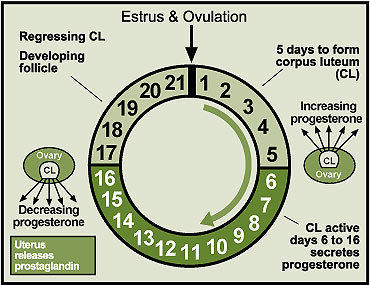 Estrus & Ovulation
Regressing CL
Developing
follicle
5 days to form
corpus luteum
(CL)
21 1 2 3 4 5 6 7 8 9 10 11 12 13 14 15 16 17 18 19 20
Increasing
progesterone
CL
Ovary
Ovary
CL
Decreasing
progesterone
Uterus
releases
prostaglandin
CL active
days 6 to 16
secretes
progesterone